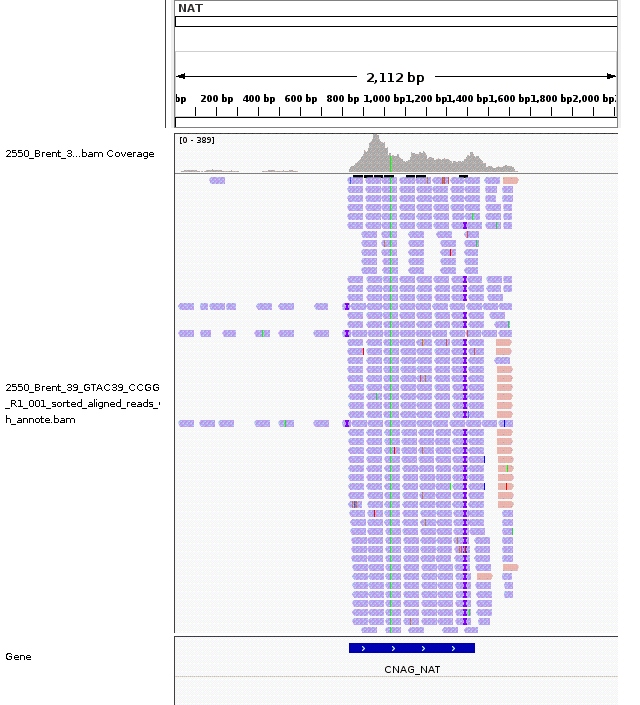 NAT
2,112 bp
bp 200 bp 400 bp 600 bp 800 bp 1,000 bp 1,200 bp 1,400 bp 1,600 bp 1,800 bp 2,000 bp
[0 - 389]
2550_Brent_3...bam Coverage
2550_Brent_39_GTAC39_CCGG
_R1_001_sorted_aligned_reads_
h_annote.bam
Gene
CNAG_NAT